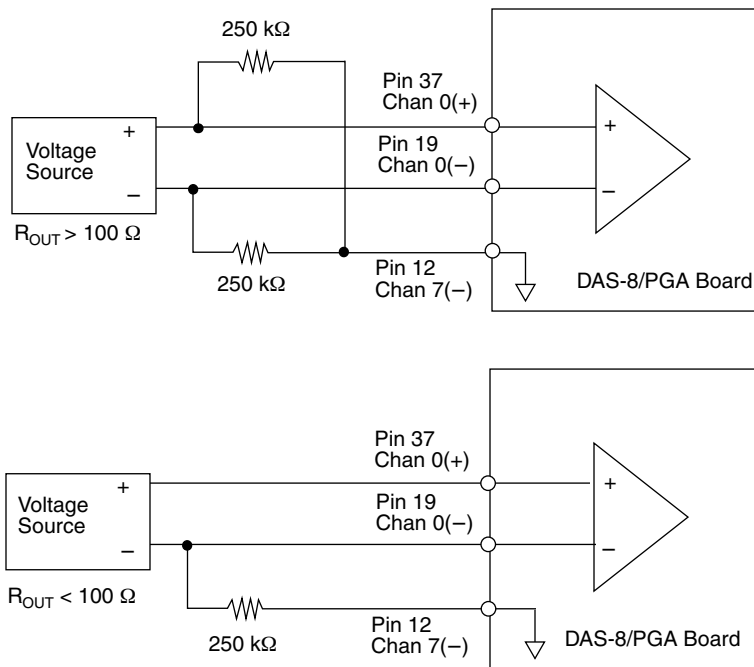 250 kΩ
Pin 37
Chan 0(+)
+
Voltage
Source
−
Pin 19
Chan 0(−)
+
−
R_OUT > 100 Ω
250 kΩ
Pin 12
Chan 7(−)
DAS-8/PGA Board
Pin 37
Chan 0(+)
+
Voltage
Source
−
Pin 19
Chan 0(−)
+
−
R_OUT < 100 Ω
250 kΩ
Pin 12
Chan 7(−)
DAS-8/PGA Board